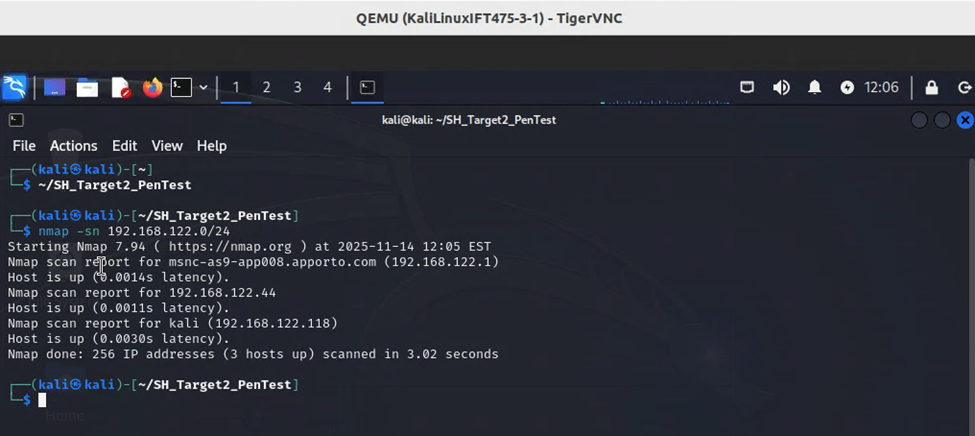 QEMU (KaliLinuxIFT475-3-1) - TigerVNC
1 2 3 4 12:06
kali@kali: ~/SH_Target2_PenTest
File Actions Edit View Help
┌──(kali㉿kali)-[~]
└─$ ~/SH_Target2_PenTest
┌──(kali㉿kali)-[~/SH_Target2_PenTest]
└─$ nmap -sn 192.168.122.0/24
Starting Nmap 7.94 ( https://nmap.org ) at 2025-11-14 12:05 EST
Nmap scan report for msnc-as9-app008.apporto.com (192.168.122.1)
Host is up (0.0014s latency).
Nmap scan report for 192.168.122.44
Host is up (0.0011s latency).
Nmap scan report for kali (192.168.122.118)
Host is up (0.0030s latency).
Nmap done: 256 IP addresses (3 hosts up) scanned in 3.02 seconds
┌──(kali㉿kali)-[~/SH_Target2_PenTest]
└─$
Home